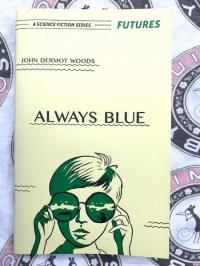 A SCIENCE FICTION SERIES
FUTURES
JOHN DERMOT WOODS
ALWAYS BLUE